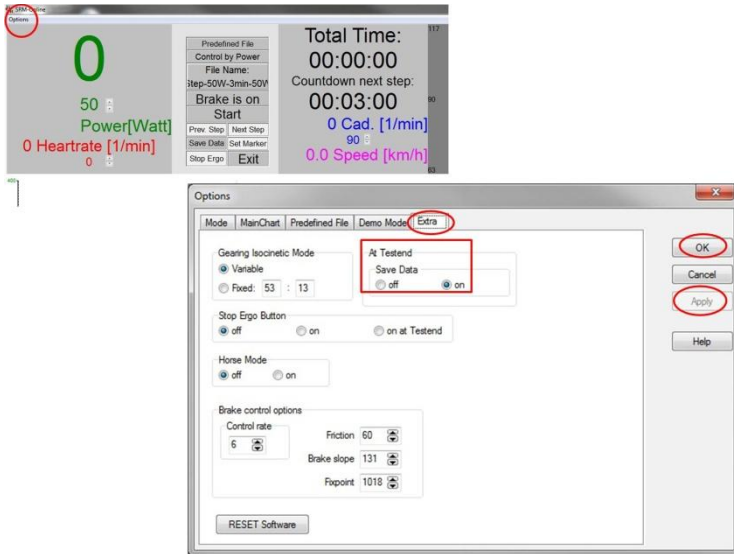 SRM-Online
Options
0
50
Power[Watt]
0 Heartrate [1/min]
0
Predefined File
Control by Power
File Name:
Step-50W-3min-50W
Brake is on
Start
Prev. Step Next Step
Save Data Set Marker
Stop Ergo Exit
Total Time:
00:00:00
Countdown next step:
00:03:00
0 Cad. [1/min]
90
0.0 Speed [km/h]
117
90
63
Options
Mode MainChart Predefined File Demo Mode Extra
Gearing Isocinetic Mode
Variable
Fixed: 53 : 13
At Testend
Save Data
off on
Stop Ergo Button
off on on at Testend
Horse Mode
off on
Brake control options
Control rate
6
Friction 60
Brake slope 131
Fixpoint 1018
RESET Software
OK
Cancel
Apply
Help